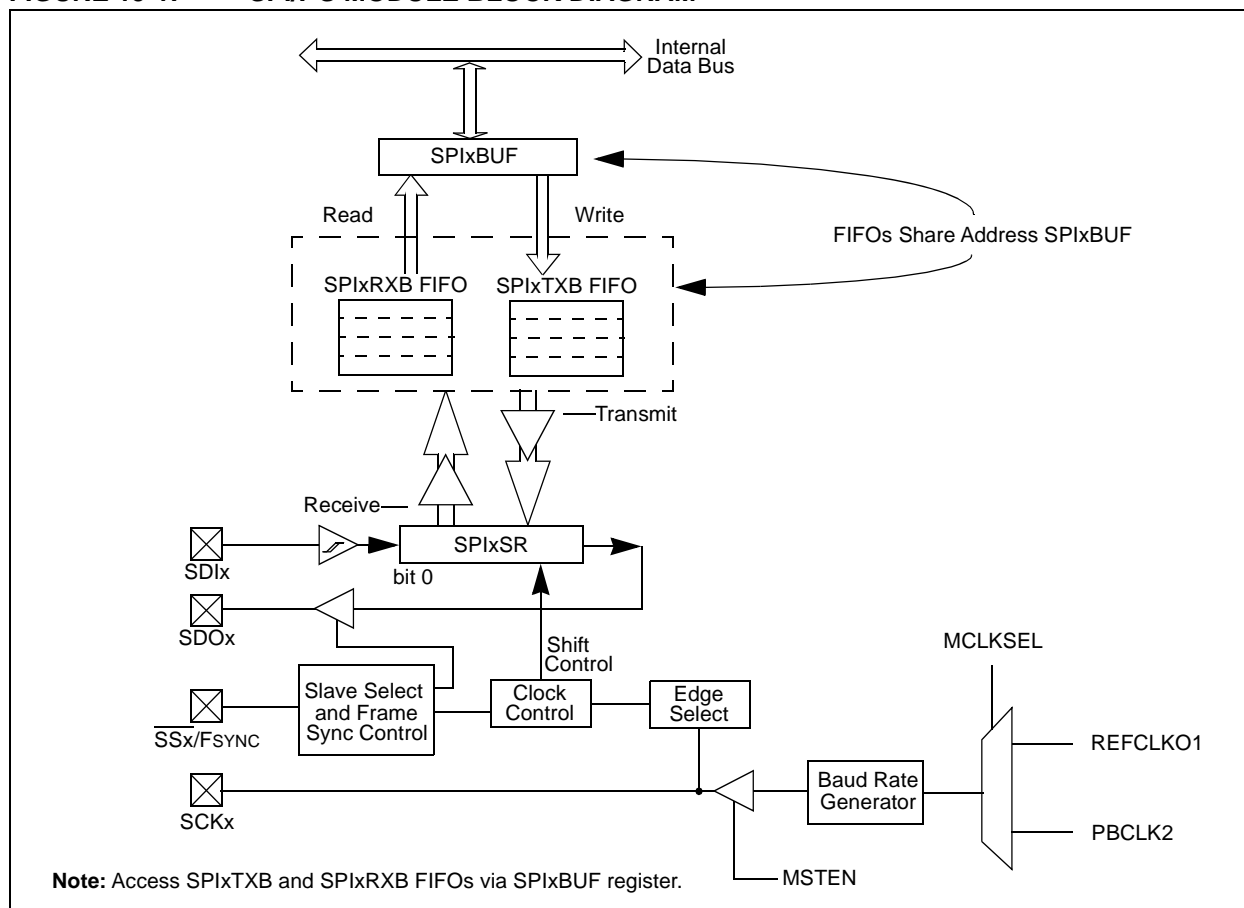 Internal
Data Bus
SPIxBUF
Read
Write
FIFOs Share Address SPIxBUF
SPIxRXB FIFO
SPIxTXB FIFO
Transmit
Receive
SPIxSR
bit 0
SDIx
SDOx
Shift
Control
MCLKSEL
Slave Select
and Frame
Sync Control
Clock
Control
Edge
Select
SSx/FSYNC
REFCLKO1
Baud Rate
Generator
SCKx
PBCLK2
MSTEN
Note: Access SPIxTXB and SPIxRXB FIFOs via SPIxBUF register.